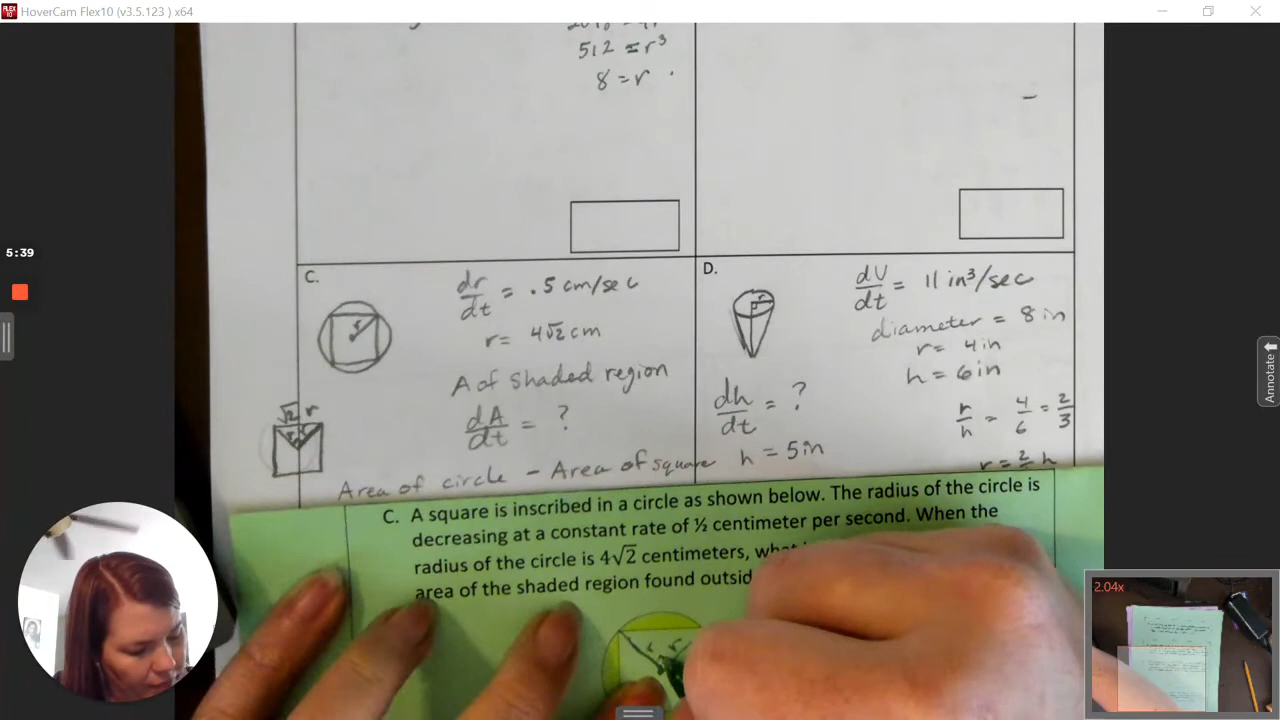 HoverCam Flex10 (v3.5.123) x64
512 = r³
8 = r
5:39
C.
dr/dt = .5 cm/sec
r = 4√2 cm
A of shaded region
dA/dt = ?
√2 r
r
Area of circle - Area of square
D.
r
dV/dt = 11 in³/sec
diameter = 8 in
r = 4 in
h = 6 in
dh/dt = ?
r/h = 4/6 = 2/3
h = 5 in
r = 2/3 h
C. A square is inscribed in a circle as shown below. The radius of the circle is
decreasing at a constant rate of ½ centimeter per second. When the
radius of the circle is 4√2 centimeters,
area of the shaded region found
r r
Annotate
2.04x